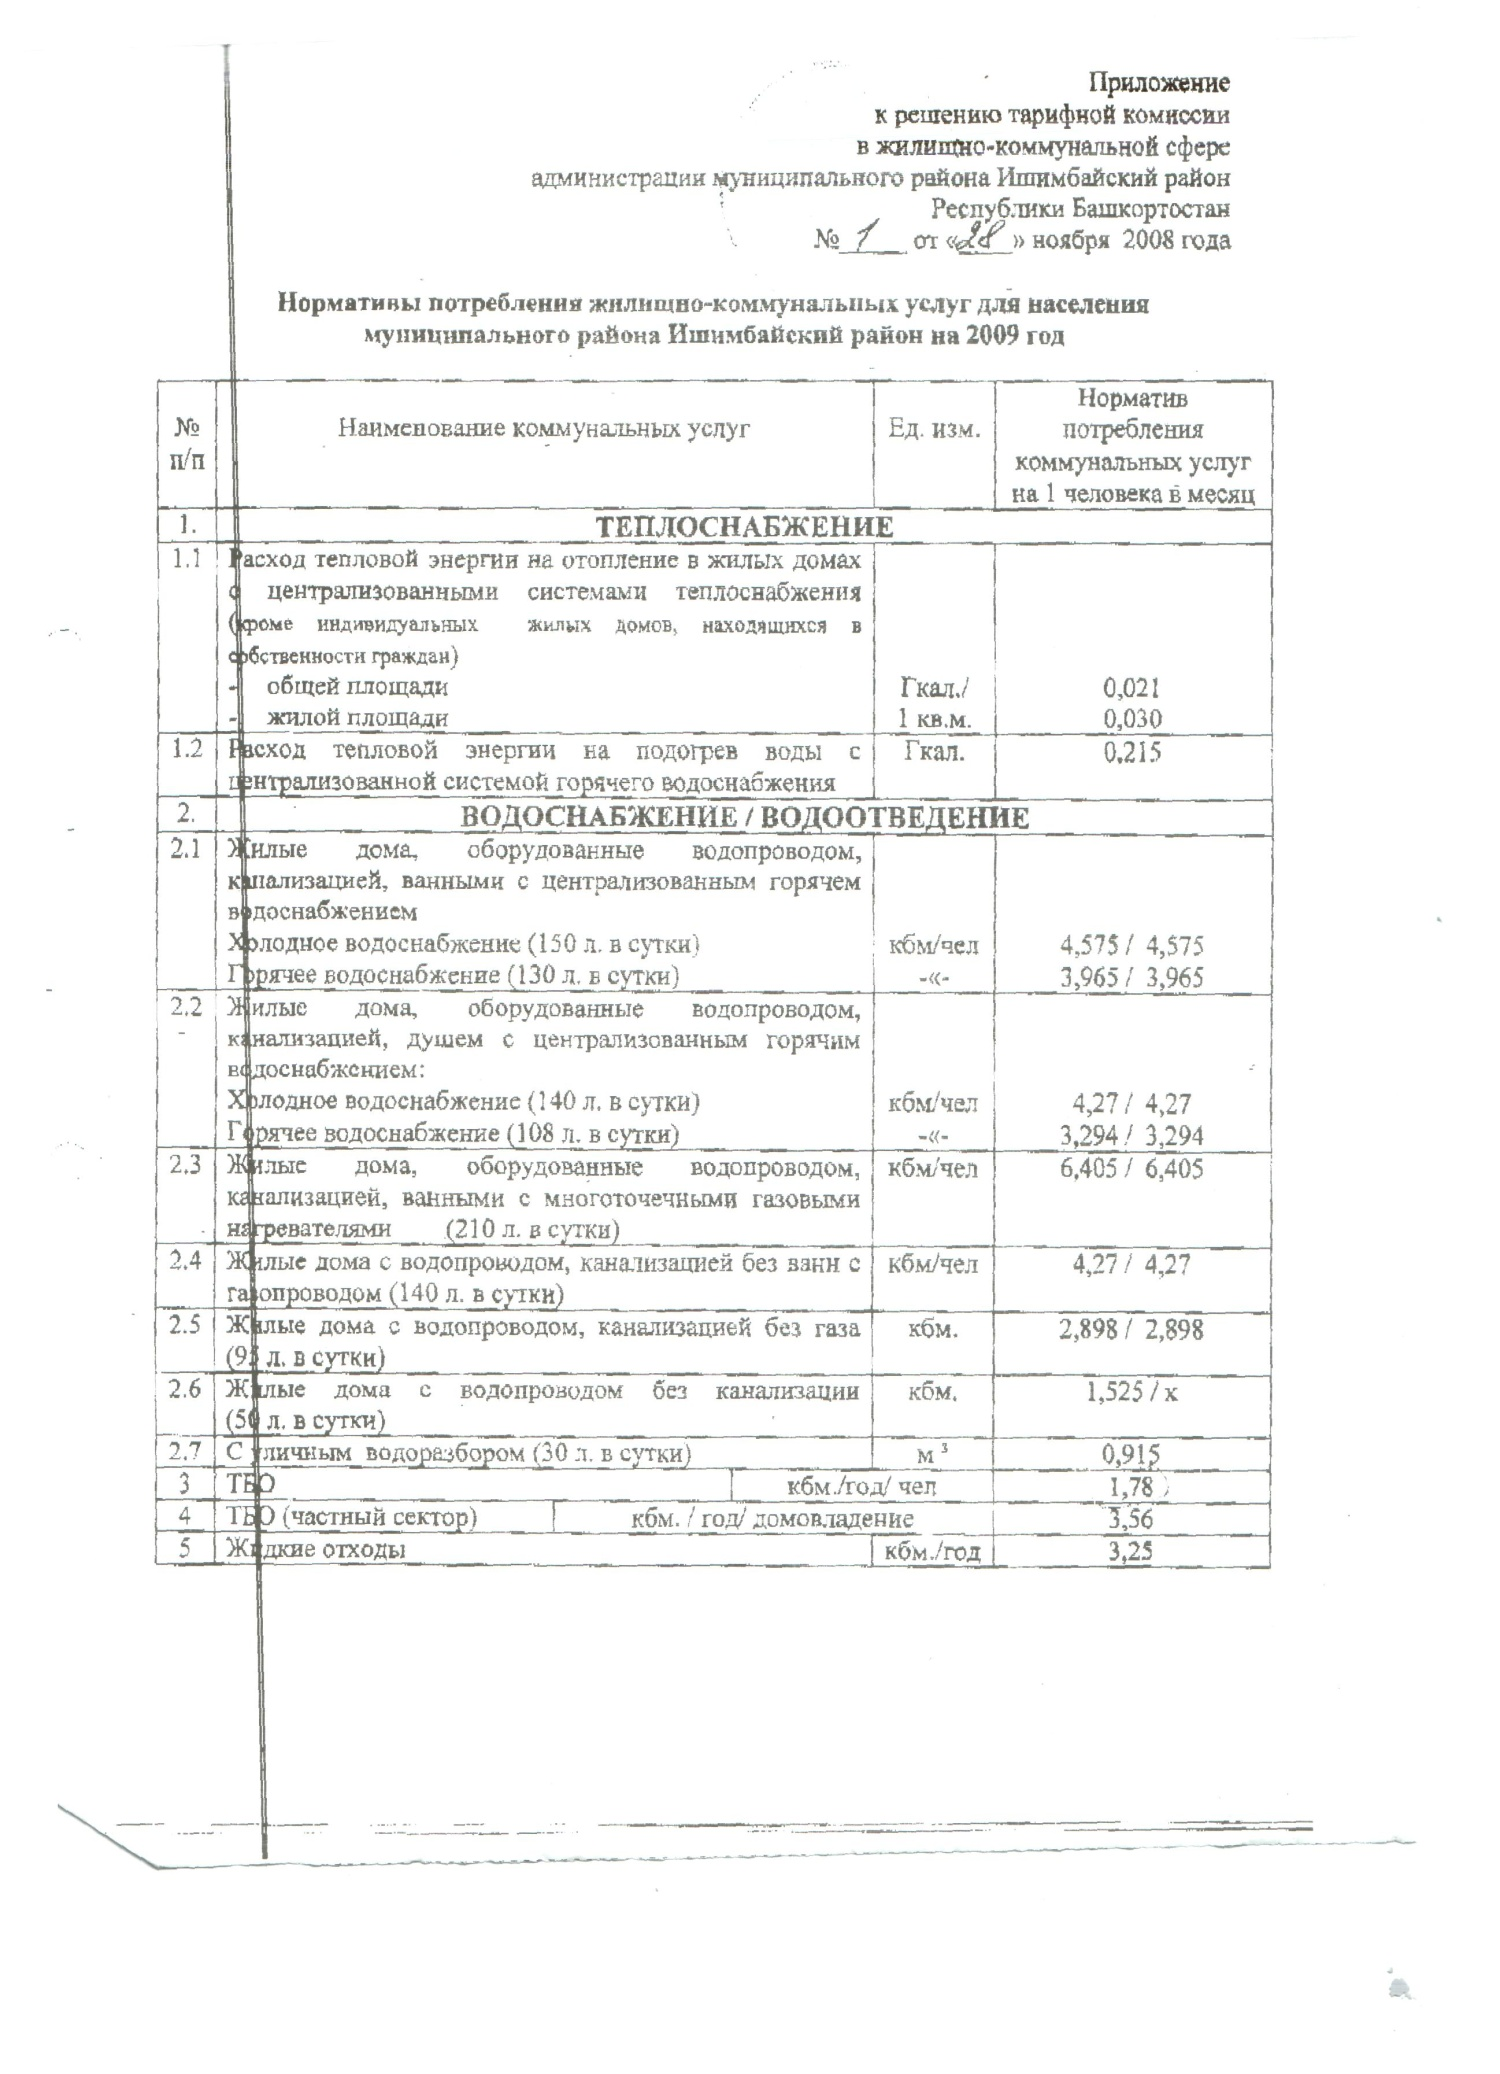 Приложение
к решению тарифной комиссии
в жилищно-коммунальной сфере
администрации муниципального района Ишимбайский район
Республики Башкортостан
№ 1 от «28» ноября 2008 года
Нормативы потребления жилищно-коммунальных услуг для населения
муниципального района Ишимбайский район на 2009 год
№ п/п Наименование коммунальных услуг Ед. изм. Норматив
потребления
коммунальных услуг
на 1 человека в месяц
1. ТЕПЛОСНАБЖЕНИЕ
1.1 Расход тепловой энергии на отопление в жилых домах
с централизованными системами теплоснабжения
(кроме индивидуальных жилых домов, находящихся в
собственности граждан)
- общей площади Гкал./ 0,021
- жилой площади 1 кв.м. 0,030
1.2 Расход тепловой энергии на подогрев воды с Гкал. 0,215
централизованной системой горячего водоснабжения
2. ВОДОСНАБЖЕНИЕ / ВОДООТВЕДЕНИЕ
2.1 Жилые дома, оборудованные водопроводом,
канализацией, ванными с централизованным горячем
водоснабжением
Холодное водоснабжение (150 л. в сутки) кбм/чел 4,575 / 4,575
Горячее водоснабжение (130 л. в сутки) -«- 3,965 / 3,965
2.2 Жилые дома, оборудованные водопроводом,
канализацией, душем с централизованным горячим
водоснабжением:
Холодное водоснабжение (140 л. в сутки) кбм/чел 4,27 / 4,27
Горячее водоснабжение (108 л. в сутки) -«- 3,294 / 3,294
2.3 Жилые дома, оборудованные водопроводом, кбм/чел 6,405 / 6,405
канализацией, ванными с многоточечными газовыми
нагревателями (210 л. в сутки)
2.4 Жилые дома с водопроводом, канализацией без ванн с кбм/чел 4,27 / 4,27
газопроводом (140 л. в сутки)
2.5 Жилые дома с водопроводом, канализацией без газа кбм. 2,898 / 2,898
(95 л. в сутки)
2.6 Жилые дома с водопроводом без канализации кбм. 1,525 / х
(50 л. в сутки)
2.7 С уличным водоразбором (30 л. в сутки) м³ 0,915
3 ТБО кбм./год/ чел 1,78
4 ТБО (частный сектор) кбм. / год/ домовладение 3,56
5 Жидкие отходы кбм./год 3,25